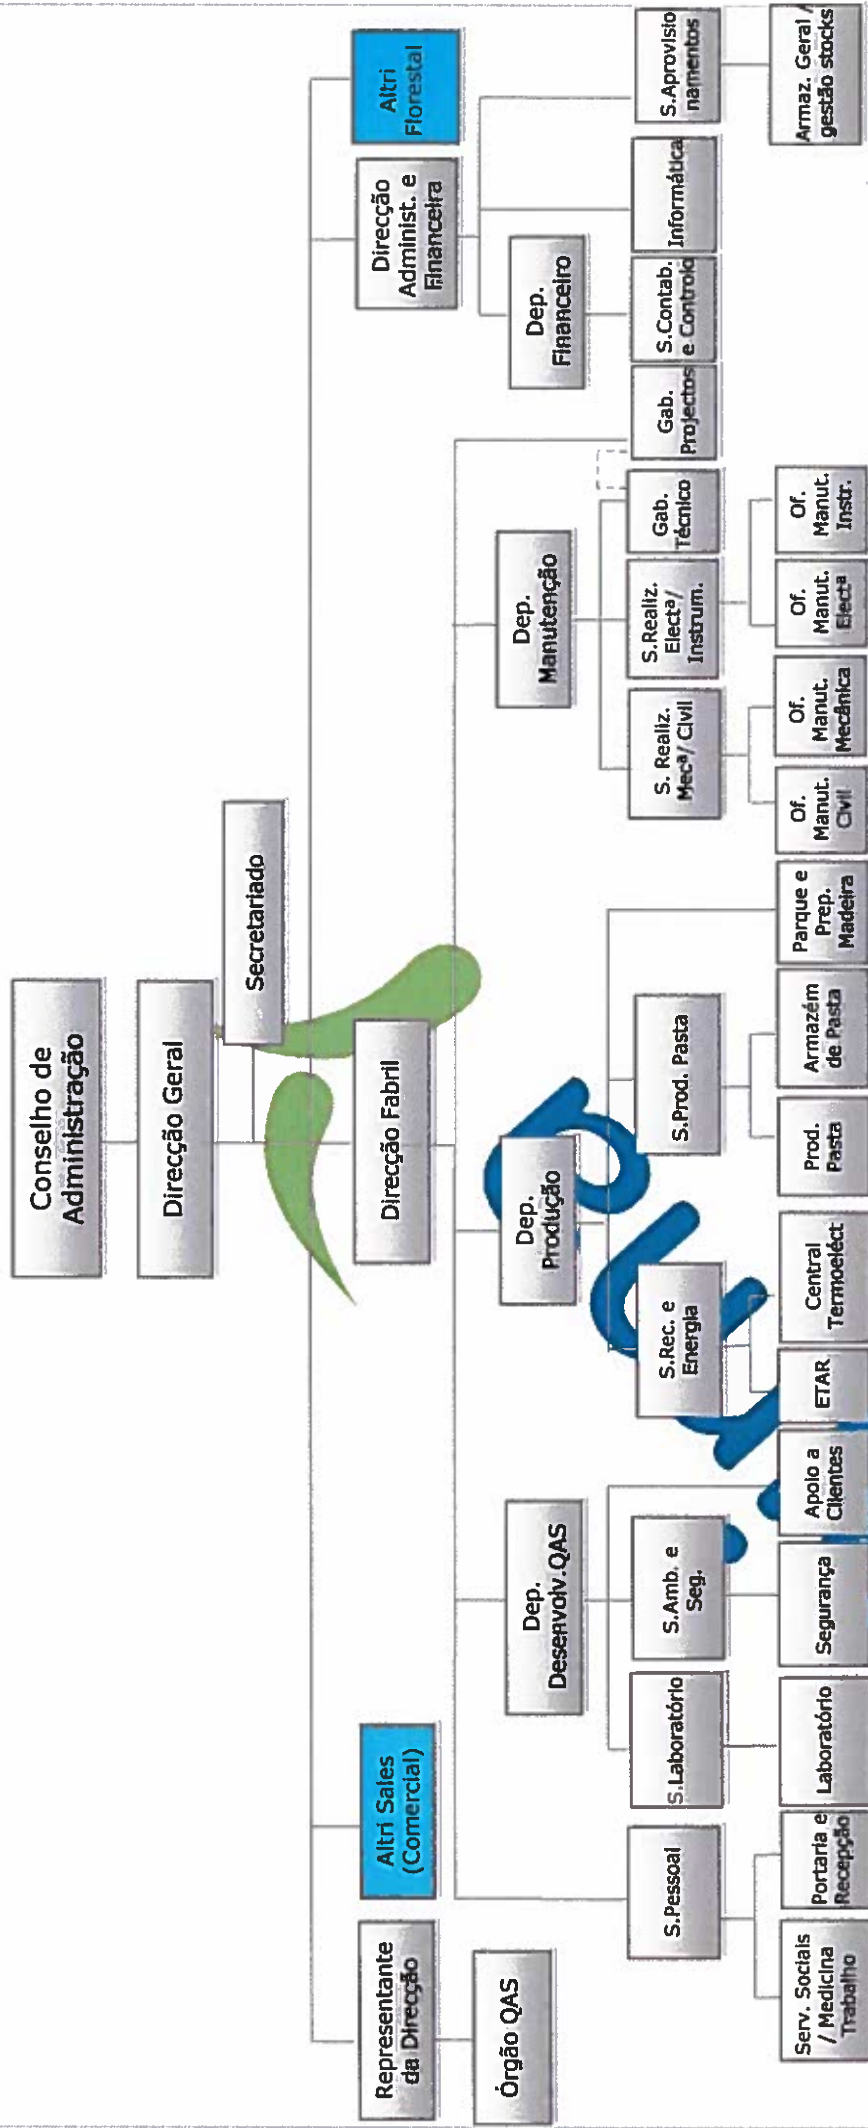 Conselho de
Administração
Direcção Geral
Secretariado
Representante
da Direcção
Altri Sales
(Comercial)
Direcção Fabril
Direcção
Administ. e
Financeira
Altri
Florestal
Órgão QAS
Dep.
Desenvolv.QAS
Dep.
Produção
Dep.
Manutenção
Dep.
Financeiro
S.Pessoal
S.Laboratório
S.Amb. e
Seg.
S.Rec. e
Energia
S.Prod. Pasta
S. Realiz.
Mecª/ Civil
S.Realiz.
Electª/
Instrum.
Gab.
Técnico
Gab.
Projectos
S.Contab.
e Controlo
Informática
S.Aprovisio
namentos
Serv. Sociais
/ Medicina
Trabalho
Portaria e
Recepção
Laboratório
Segurança
Apoio a
Clientes
ETAR
Central
Termoeléct
Prod.
Pasta
Armazém
de Pasta
Parque e
Prep.
Madeira
Of.
Manut.
Civil
Of.
Manut.
Mecânica
Of.
Manut.
Electª
Of.
Manut.
Instr.
Armaz. Geral /
gestão stocks